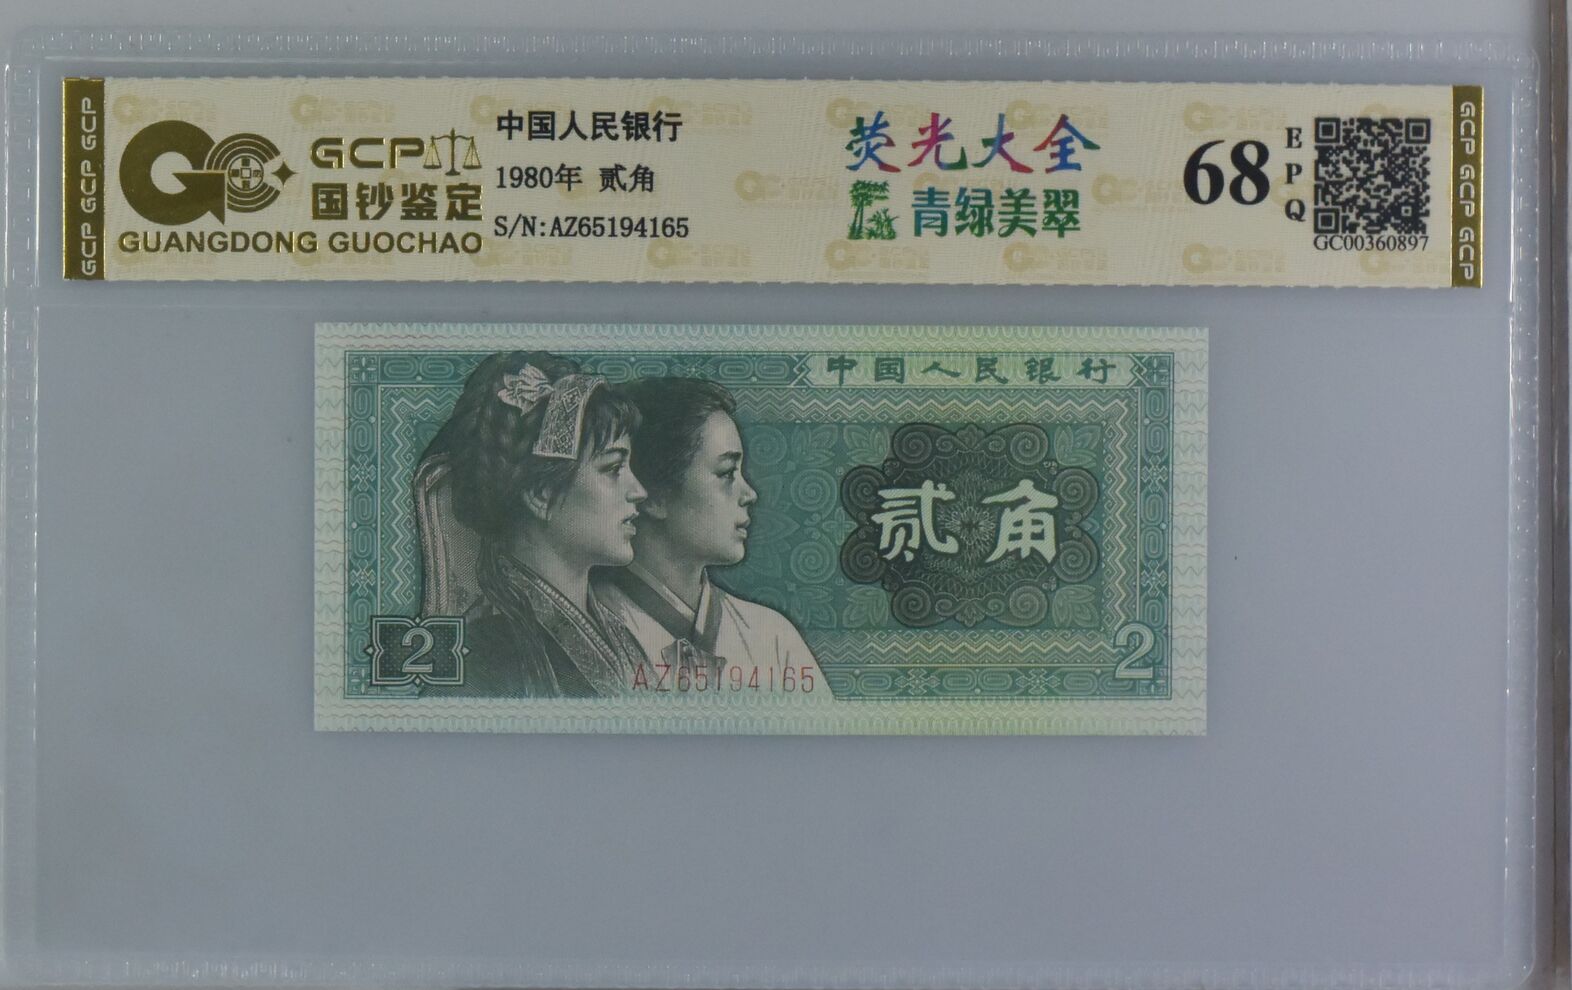 GCP GCP GCP
GCP
国钞鉴定
GUANGDONG GUOCHAO
中国人民银行
1980年 贰角
S/N:AZ65194165
荧光大全
青绿美翠
68
EPQ
GC00360897
GCP GCP GCP
中国人民银行
贰角
2
AZ65194165
2